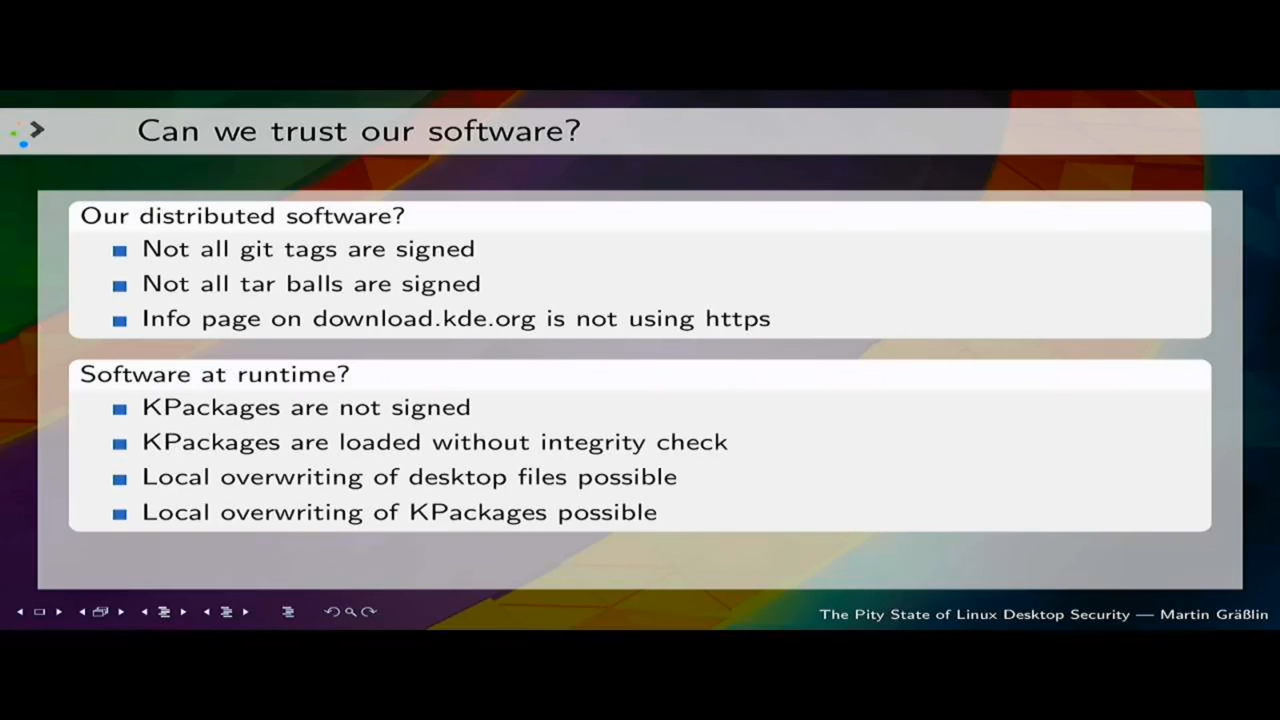 Can we trust our software?
Our distributed software?
Not all git tags are signed
Not all tar balls are signed
Info page on download.kde.org is not using https
Software at runtime?
KPackages are not signed
KPackages are loaded without integrity check
Local overwriting of desktop files possible
Local overwriting of KPackages possible
The Pity State of Linux Desktop Security — Martin Gräßlin